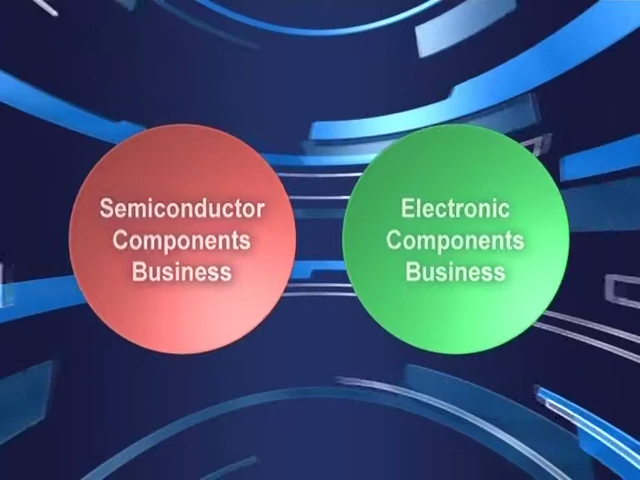 Semiconductor
Components
Business
Electronic
Components
Business